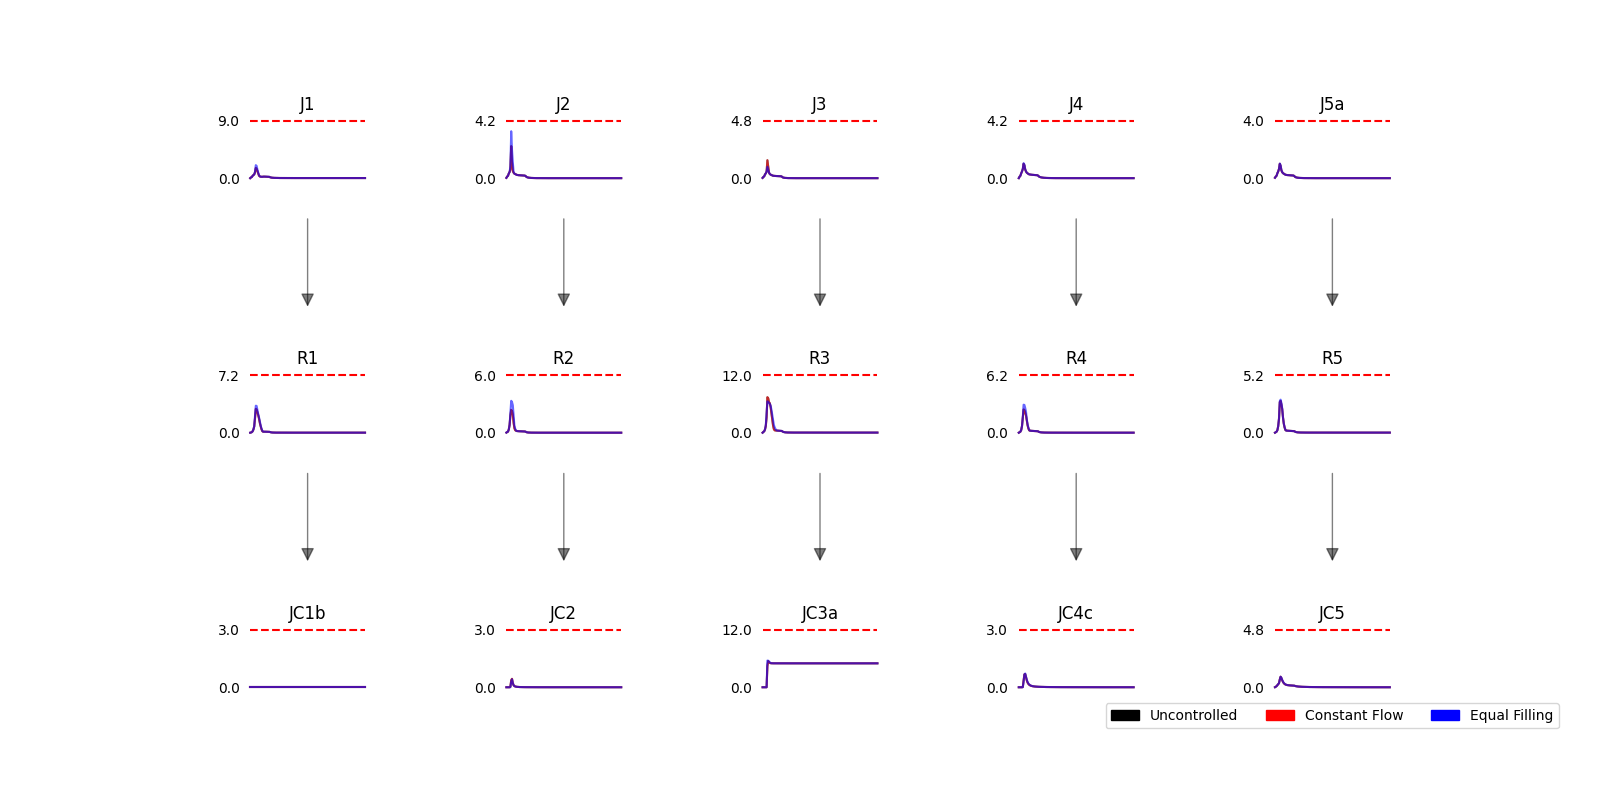 J1 J2 J3 J4 J5a
9.0 4.2 4.8 4.2 4.0
0.0 0.0 0.0 0.0 0.0
R1 R2 R3 R4 R5
7.2 6.0 12.0 6.2 5.2
0.0 0.0 0.0 0.0 0.0
JC1b JC2 JC3a JC4c JC5
3.0 3.0 12.0 3.0 4.8
0.0 0.0 0.0 0.0 0.0
Uncontrolled Constant Flow Equal Filling